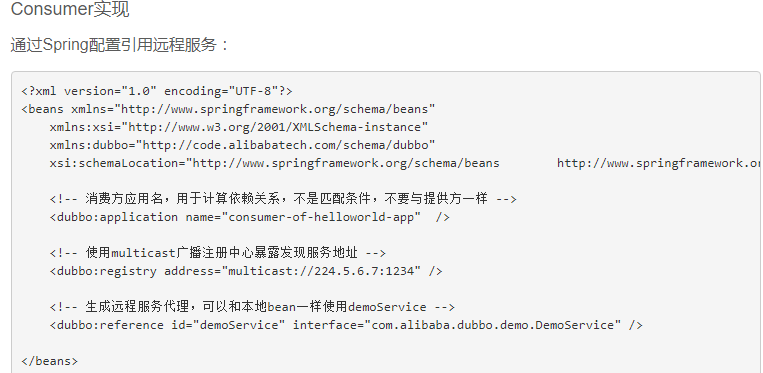 Consumer实现
通过Spring配置引用远程服务：
<?xml version="1.0" encoding="UTF-8"?>
<beans xmlns="http://www.springframework.org/schema/beans"
    xmlns:xsi="http://www.w3.org/2001/XMLSchema-instance"
    xmlns:dubbo="http://code.alibabatech.com/schema/dubbo"
    xsi:schemaLocation="http://www.springframework.org/schema/beans        http://www.springframework.or
    <!-- 消费方应用名，用于计算依赖关系，不是匹配条件，不要与提供方一样 -->
    <dubbo:application name="consumer-of-helloworld-app"  />
    <!-- 使用multicast广播注册中心暴露发现服务地址 -->
    <dubbo:registry address="multicast://224.5.6.7:1234" />
    <!-- 生成远程服务代理，可以和本地bean一样使用demoService -->
    <dubbo:reference id="demoService" interface="com.alibaba.dubbo.demo.DemoService" />
</beans>